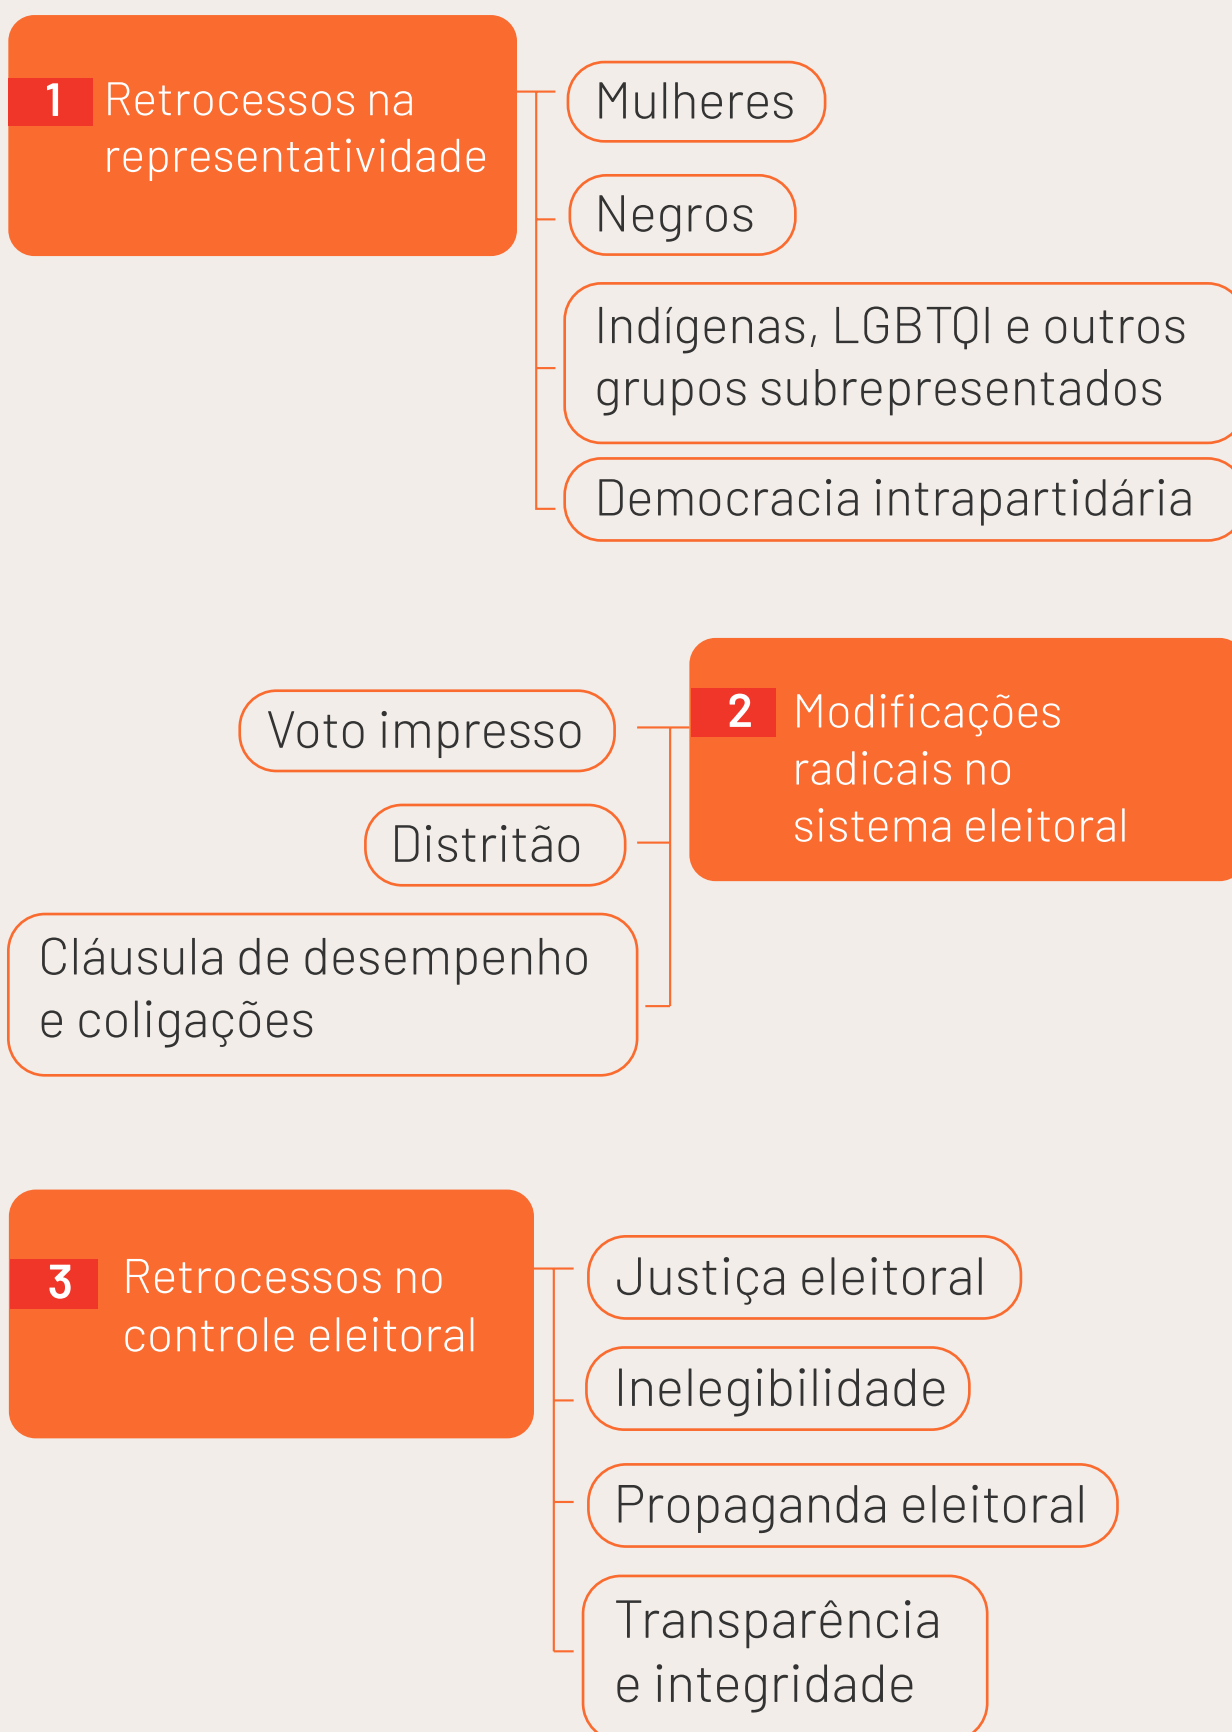 1 Retrocessos na
representatividade
Mulheres
Negros
Indígenas, LGBTQI e outros
grupos subrepresentados
Democracia intrapartidária
2 Modificações
radicais no
sistema eleitoral
Voto impresso
Distritão
Cláusula de desempenho
e coligações
3 Retrocessos no
controle eleitoral
Justiça eleitoral
Inelegibilidade
Propaganda eleitoral
Transparência
e integridade